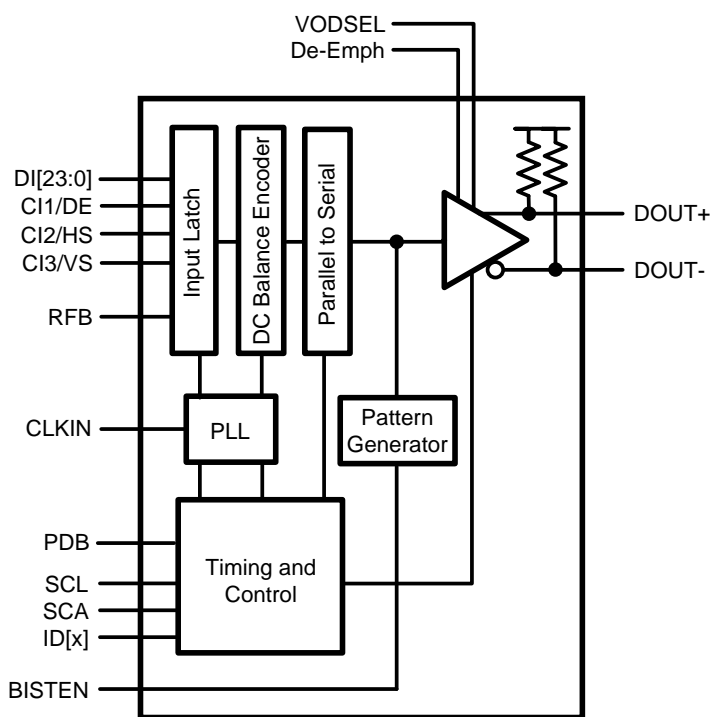 VODSEL
De-Emph
DI[23:0]
CI1/DE
CI2/HS
CI3/VS
RFB
Input Latch
DC Balance Encoder
Parallel to Serial
DOUT+
DOUT-
CLKIN
PLL
Pattern
Generator
PDB
SCL
SCA
ID[x]
Timing and
Control
BISTEN